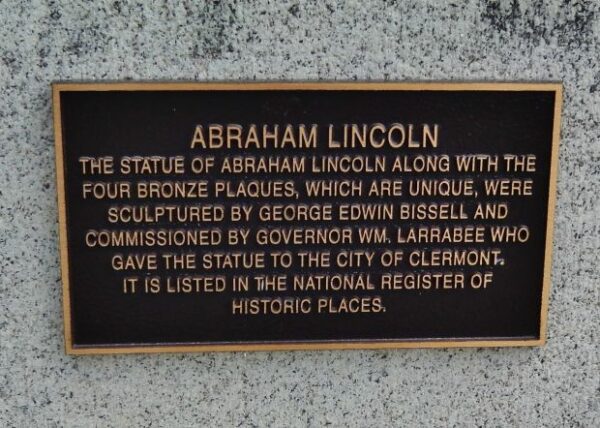 ABRAHAM LINCOLN
THE STATUE OF ABRAHAM LINCOLN ALONG WITH THE
FOUR BRONZE PLAQUES, WHICH ARE UNIQUE, WERE
SCULPTURED BY GEORGE EDWIN BISSELL AND
COMMISSIONED BY GOVERNOR WM. LARRABEE WHO
GAVE THE STATUE TO THE CITY OF CLERMONT.
IT IS LISTED IN THE NATIONAL REGISTER OF
HISTORIC PLACES.